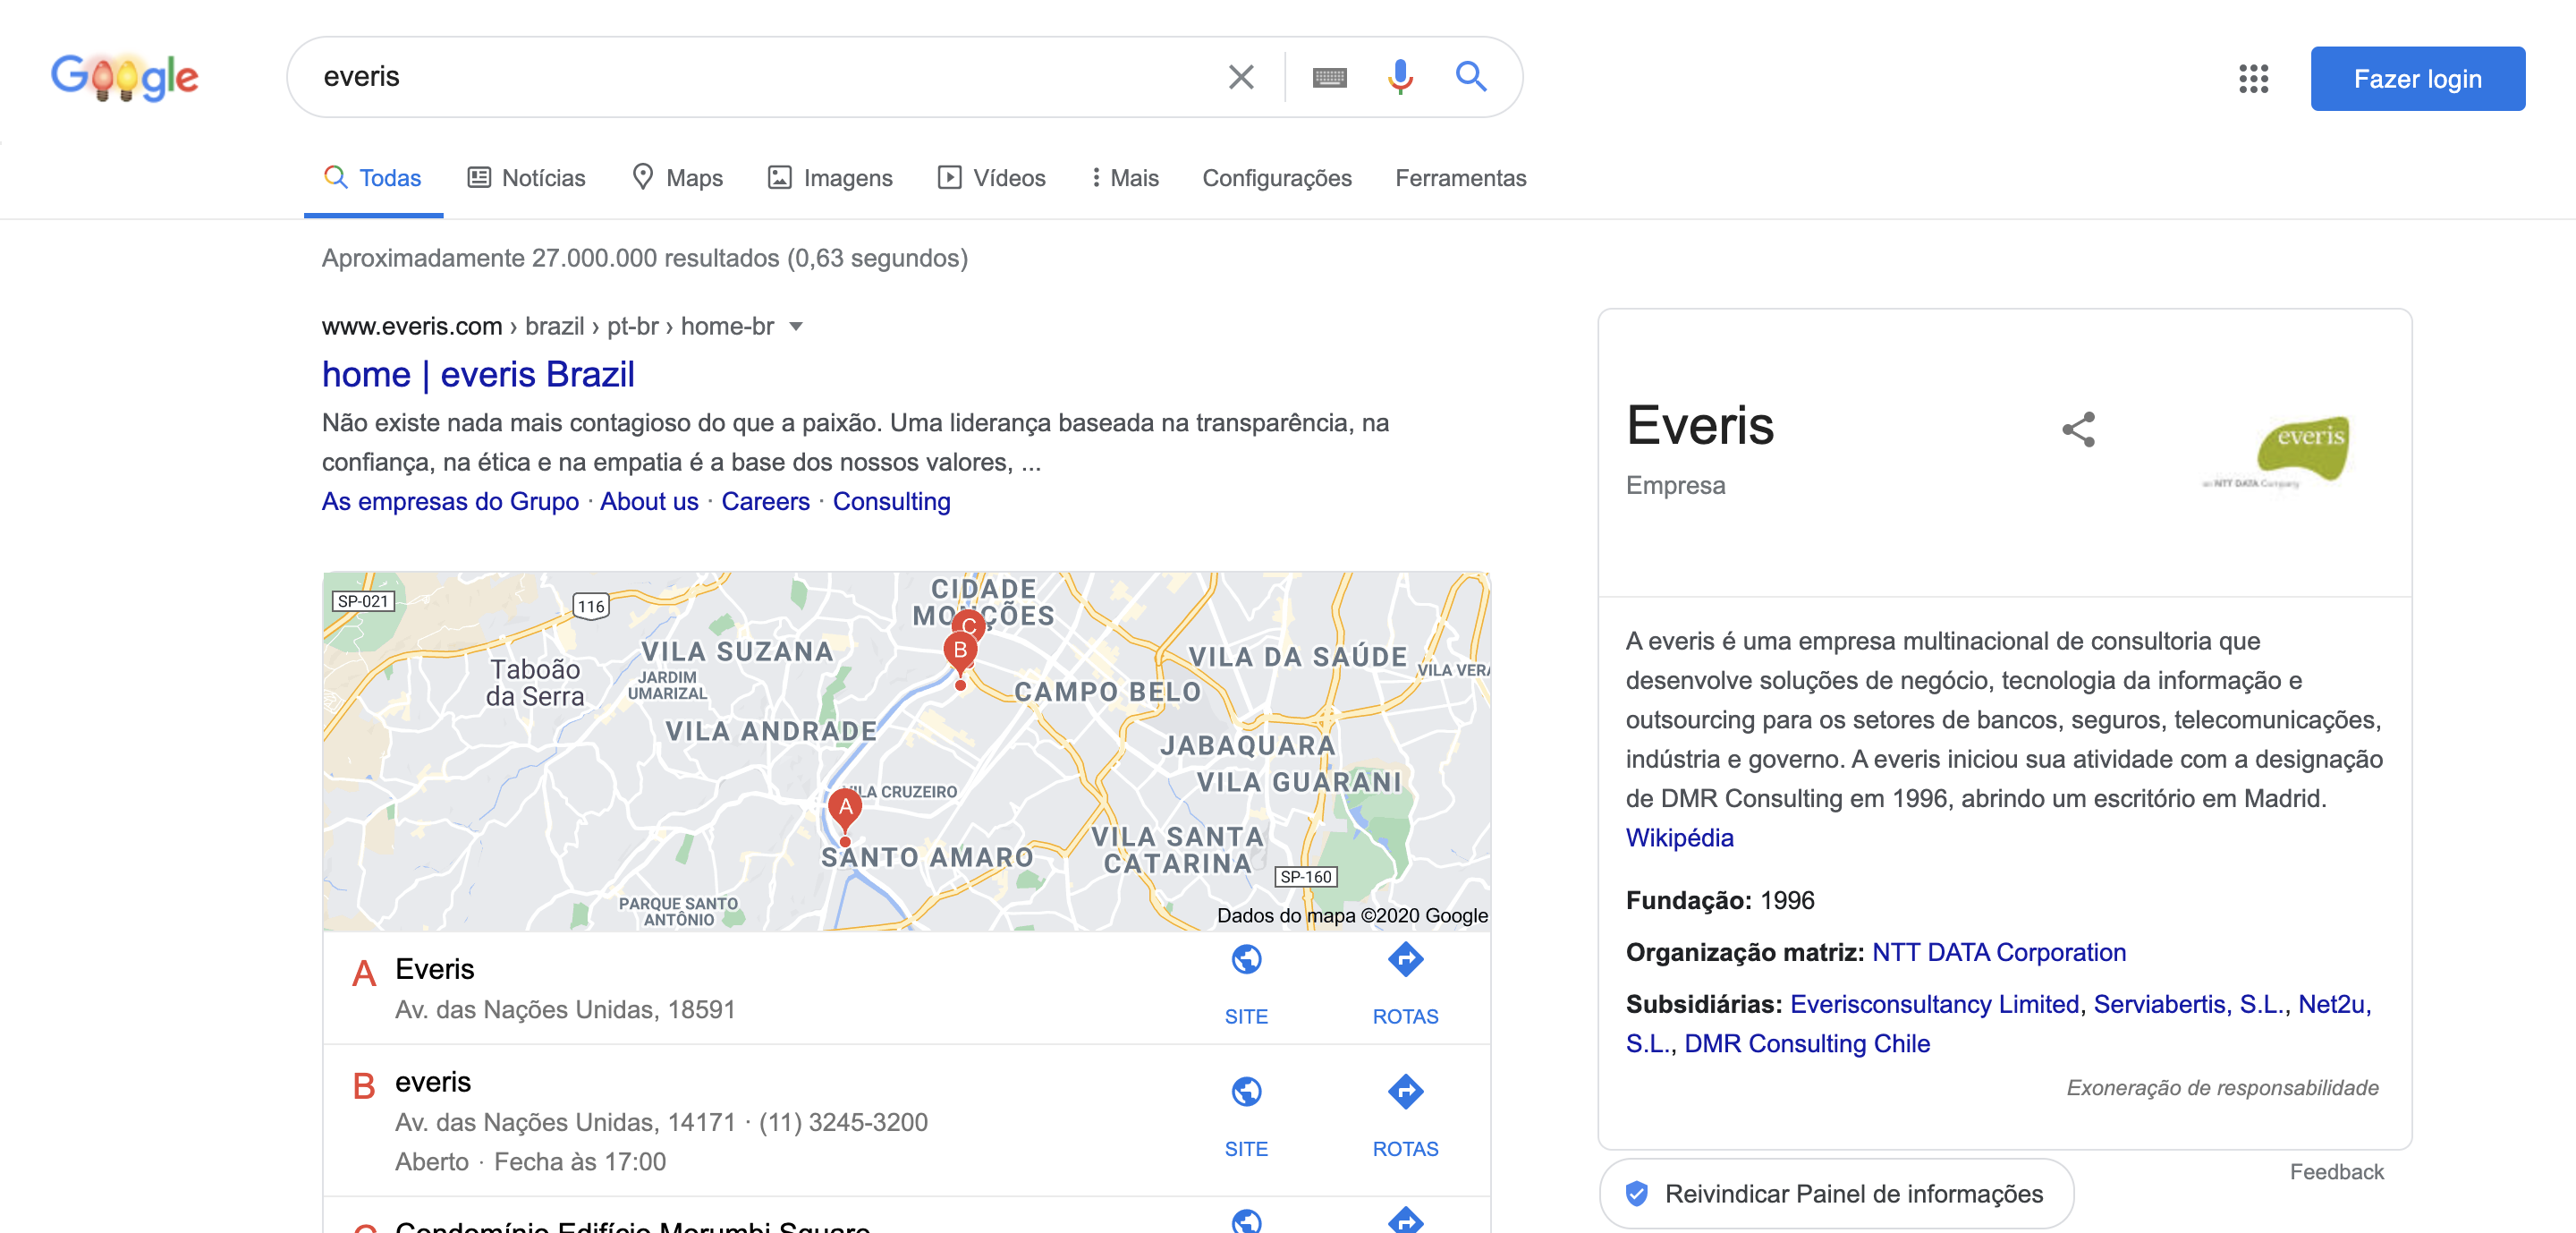 Google
everis
Fazer login
Todas
Notícias
Maps
Imagens
Vídeos
Mais
Configurações
Ferramentas
Aproximadamente 27.000.000 resultados (0,63 segundos)
www.everis.com › brazil › pt-br › home-br
home | everis Brazil
Não existe nada mais contagioso do que a paixão. Uma liderança baseada na transparência, na
confiança, na ética e na empatia é a base dos nossos valores, ...
As empresas do Grupo · About us · Careers · Consulting
SP-021
116
CIDADE
MONÇÕES
C
B
VILA SUZANA
Taboão
da Serra
JARDIM
UMARIZAL
VILA DA SAÚDE
CAMPO BELO
VILA ANDRADE
JABAQUARA
VILA GUARANI
VILA CRUZEIRO
A
SANTO AMARO
VILA SANTA
CATARINA
SP-160
PARQUE SANTO
ANTÔNIO
Dados do mapa ©2020 Google
A Everis
Av. das Nações Unidas, 18591
SITE
ROTAS
B everis
Av. das Nações Unidas, 14171 · (11) 3245-3200
Aberto · Fecha às 17:00
SITE
ROTAS
C Condomínio Edifício Morumbi Square
Everis
Empresa
everis
an NTT DATA Company
A everis é uma empresa multinacional de consultoria que
desenvolve soluções de negócio, tecnologia da informação e
outsourcing para os setores de bancos, seguros, telecomunicações,
indústria e governo. A everis iniciou sua atividade com a designação
de DMR Consulting em 1996, abrindo um escritório em Madrid.
Wikipédia
Fundação: 1996
Organização matriz: NTT DATA Corporation
Subsidiárias: Everisconsultancy Limited, Serviabertis, S.L., Net2u,
S.L., DMR Consulting Chile
Exoneração de responsabilidade
Feedback
Reivindicar Painel de informações